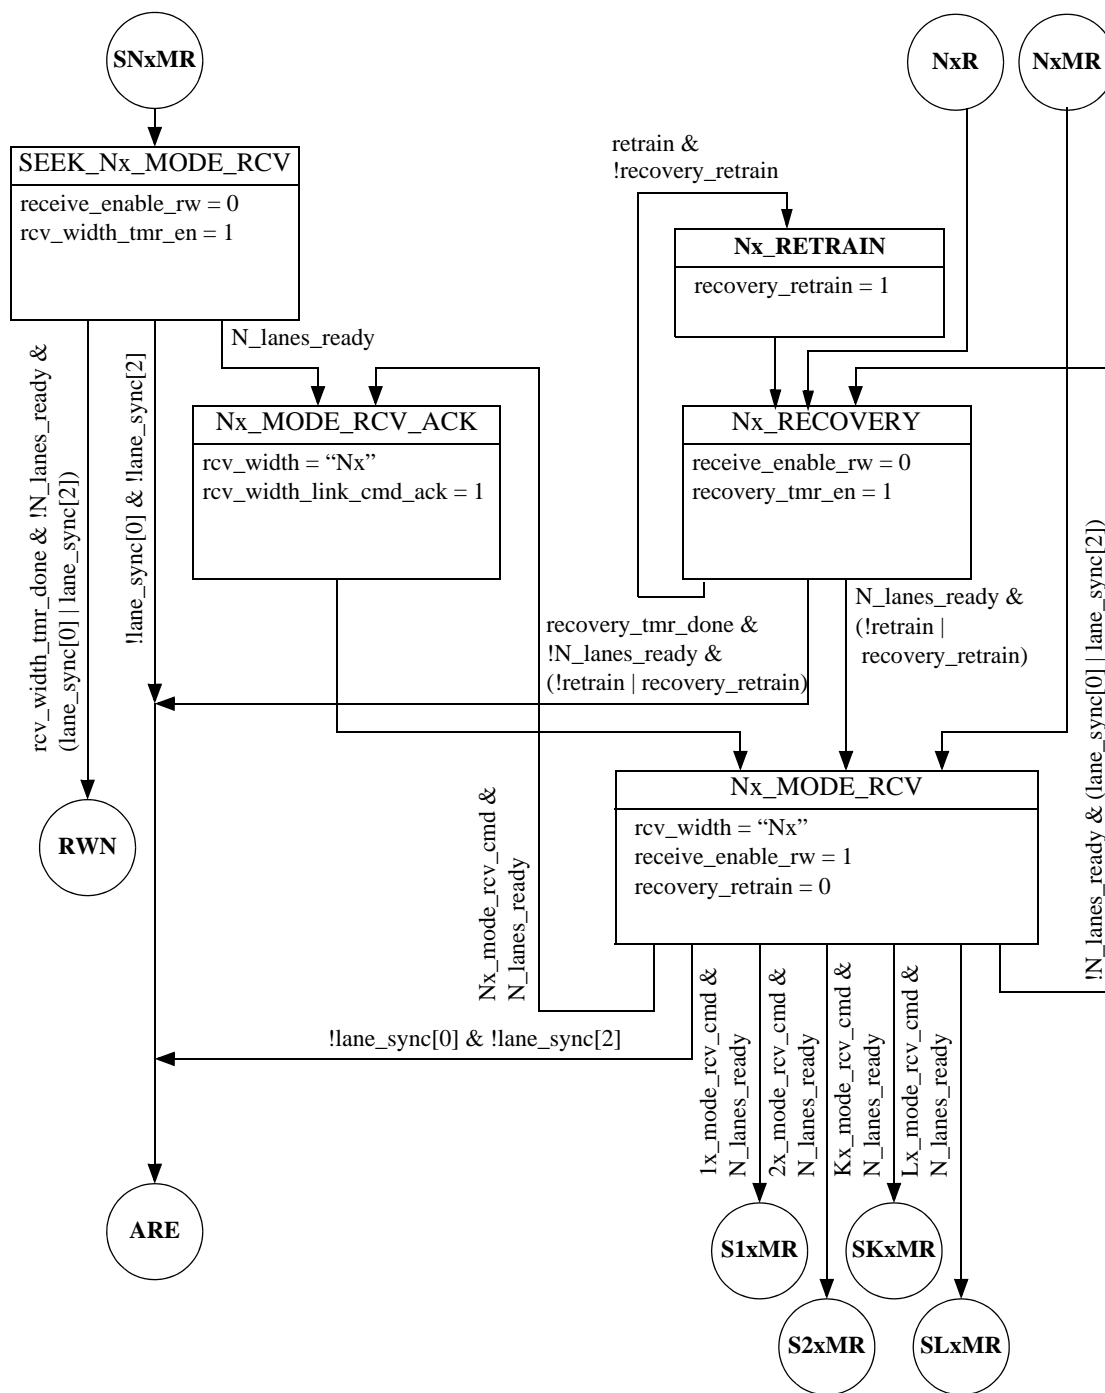 SNxMR
NxR
NxMR
SEEK_Nx_MODE_RCV
receive_enable_rw = 0
rcv_width_tmr_en = 1
retrain &
!recovery_retrain
Nx_RETRAIN
recovery_retrain = 1
N_lanes_ready
rcv_width_tmr_done & !N_lanes_ready &
(lane_sync[0] | lane_sync[2])
!lane_sync[0] & !lane_sync[2]
Nx_MODE_RCV_ACK
rcv_width = “Nx”
rcv_width_link_cmd_ack = 1
Nx_RECOVERY
receive_enable_rw = 0
recovery_tmr_en = 1
recovery_tmr_done &
!N_lanes_ready &
(!retrain | recovery_retrain)
N_lanes_ready &
(!retrain |
recovery_retrain)
!N_lanes_ready & (lane_sync[0] | lane_sync[2])
RWN
Nx_MODE_RCV
rcv_width = “Nx”
receive_enable_rw = 1
recovery_retrain = 0
Nx_mode_rcv_cmd &
N_lanes_ready
!lane_sync[0] & !lane_sync[2]
1x_mode_rcv_cmd &
N_lanes_ready
2x_mode_rcv_cmd &
N_lanes_ready
Kx_mode_rcv_cmd &
N_lanes_ready
Lx_mode_rcv_cmd &
N_lanes_ready
ARE
S1xMR
SKxMR
S2xMR
SLxMR